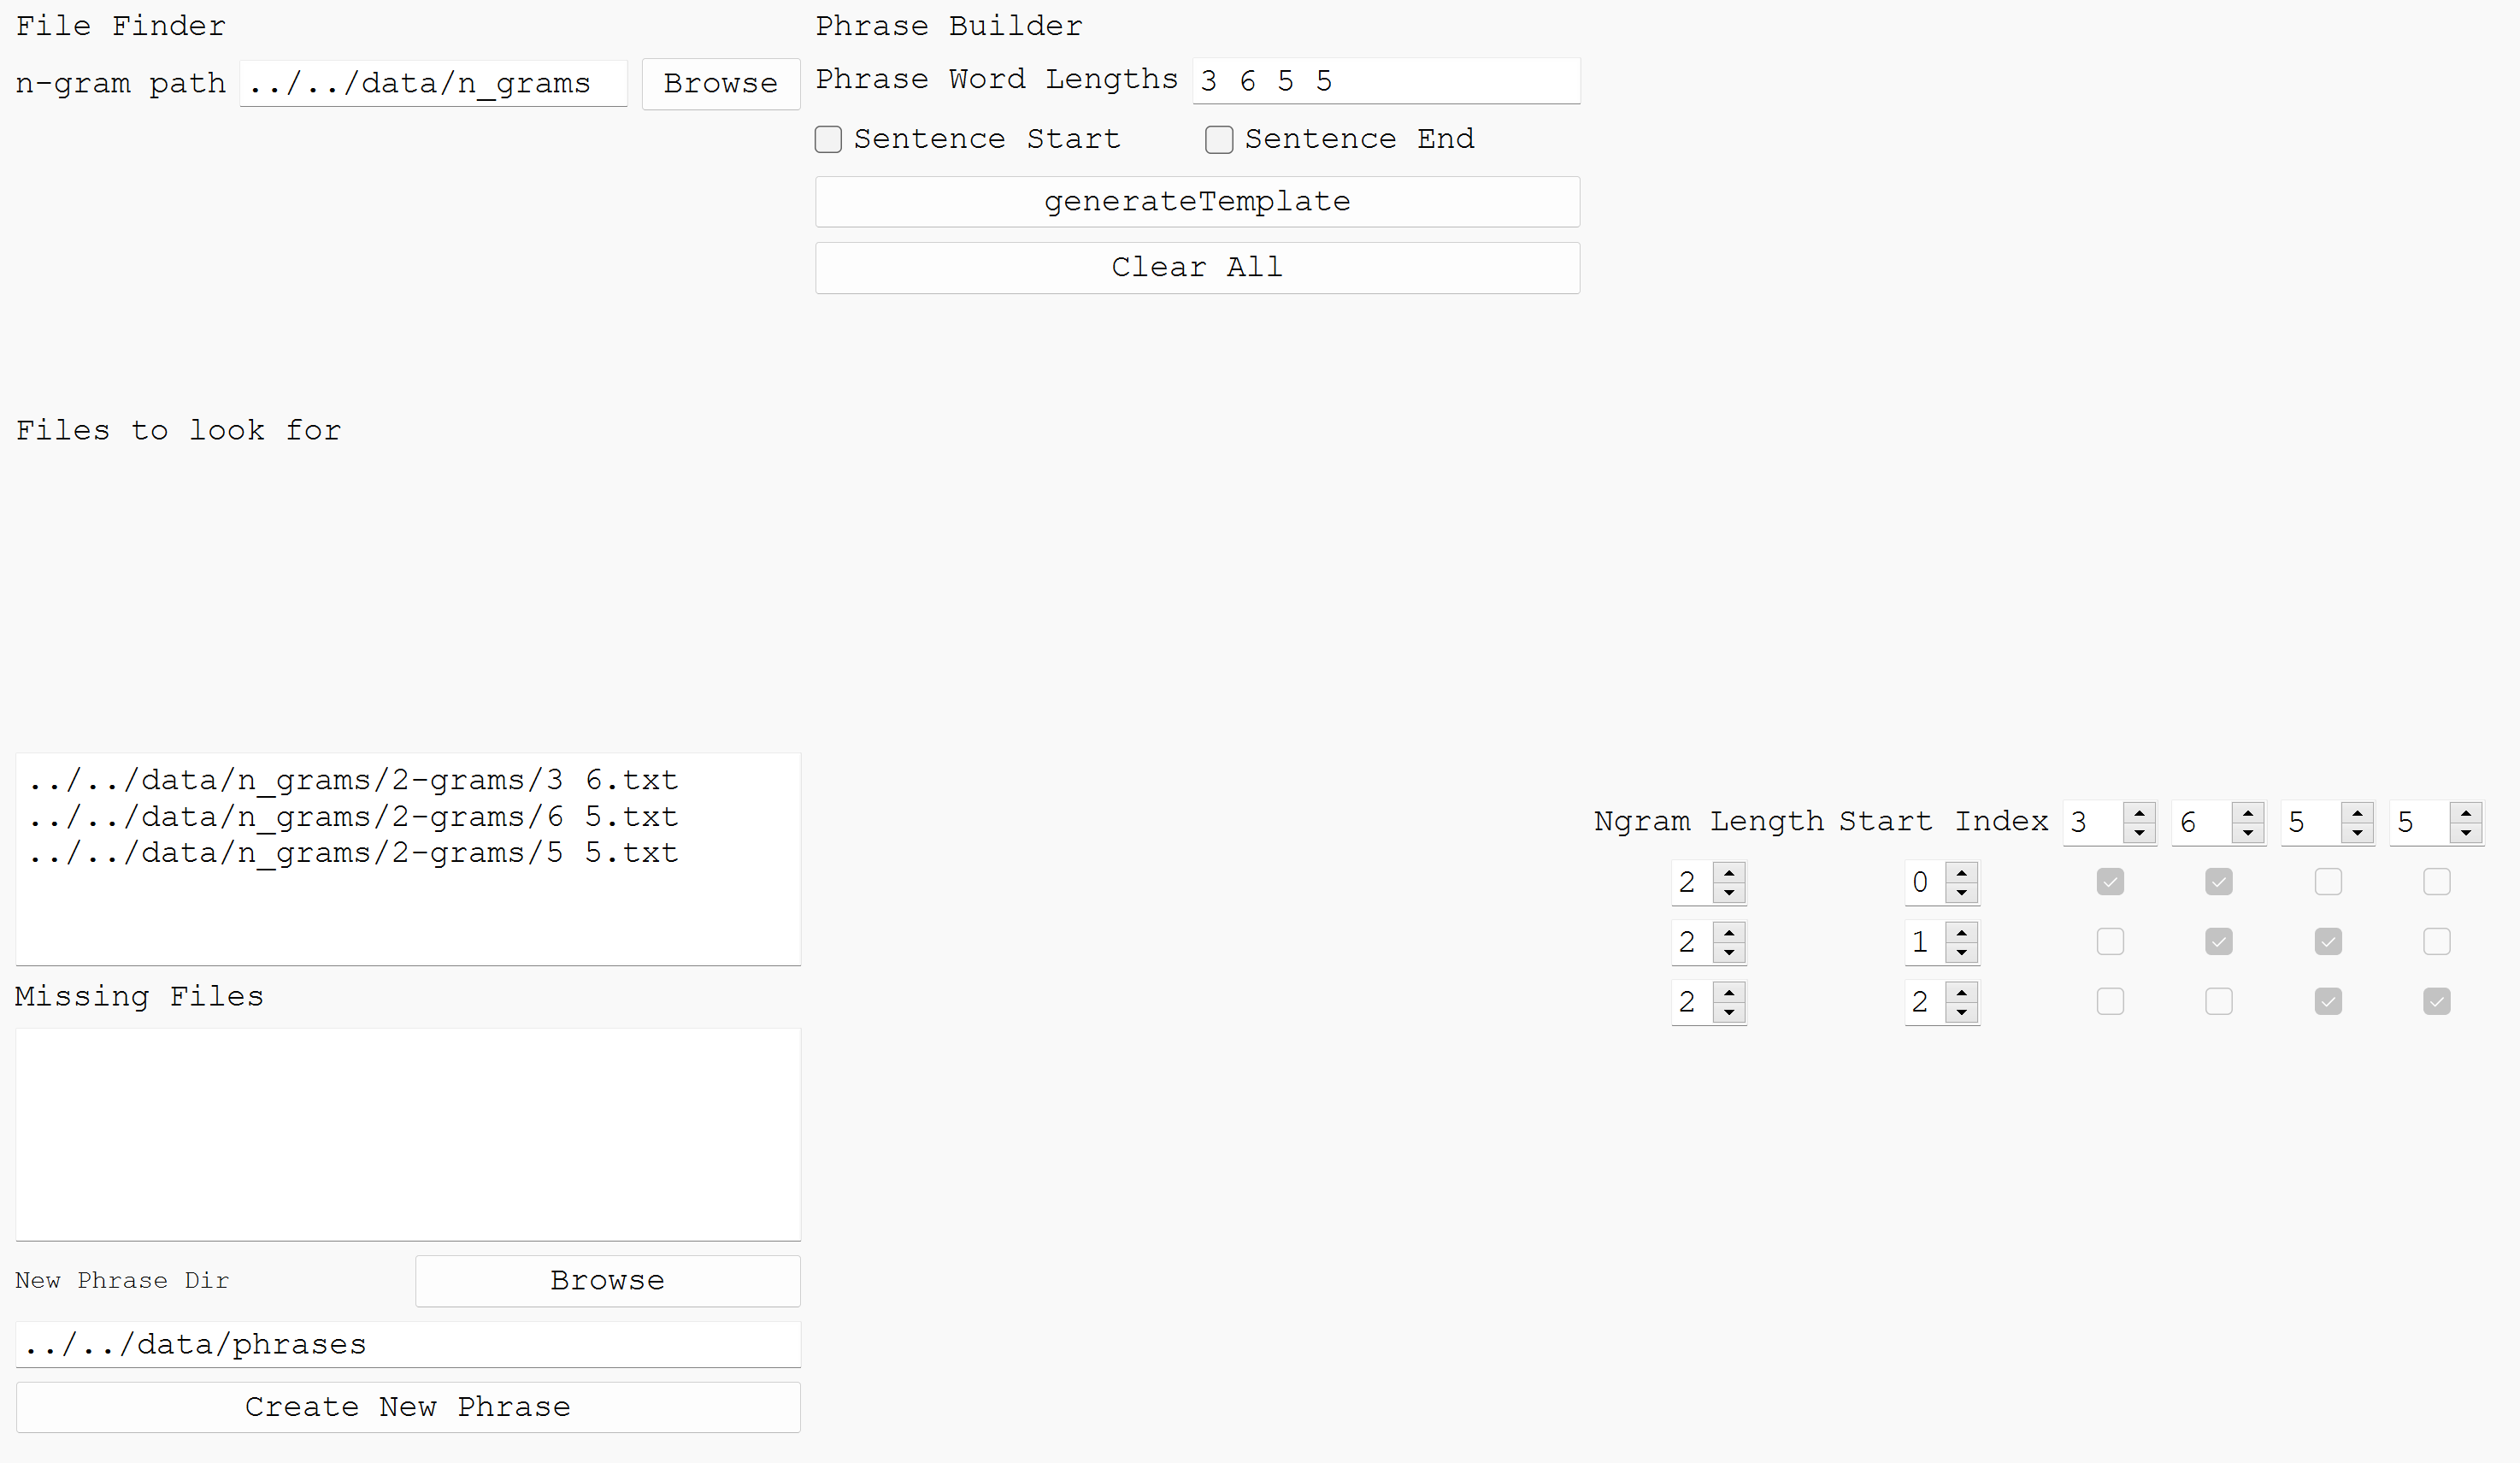 File Finder
n-gram path ../../data/n_grams Browse
Files to look for
../../data/n_grams/2-grams/3 6.txt
../../data/n_grams/2-grams/6 5.txt
../../data/n_grams/2-grams/5 5.txt
Missing Files
New Phrase Dir Browse
../../data/phrases
Create New Phrase
Phrase Builder
Phrase Word Lengths 3 6 5 5
Sentence Start Sentence End
generateTemplate
Clear All
Ngram Length Start Index 3 6 5 5
2 0
2 1
2 2